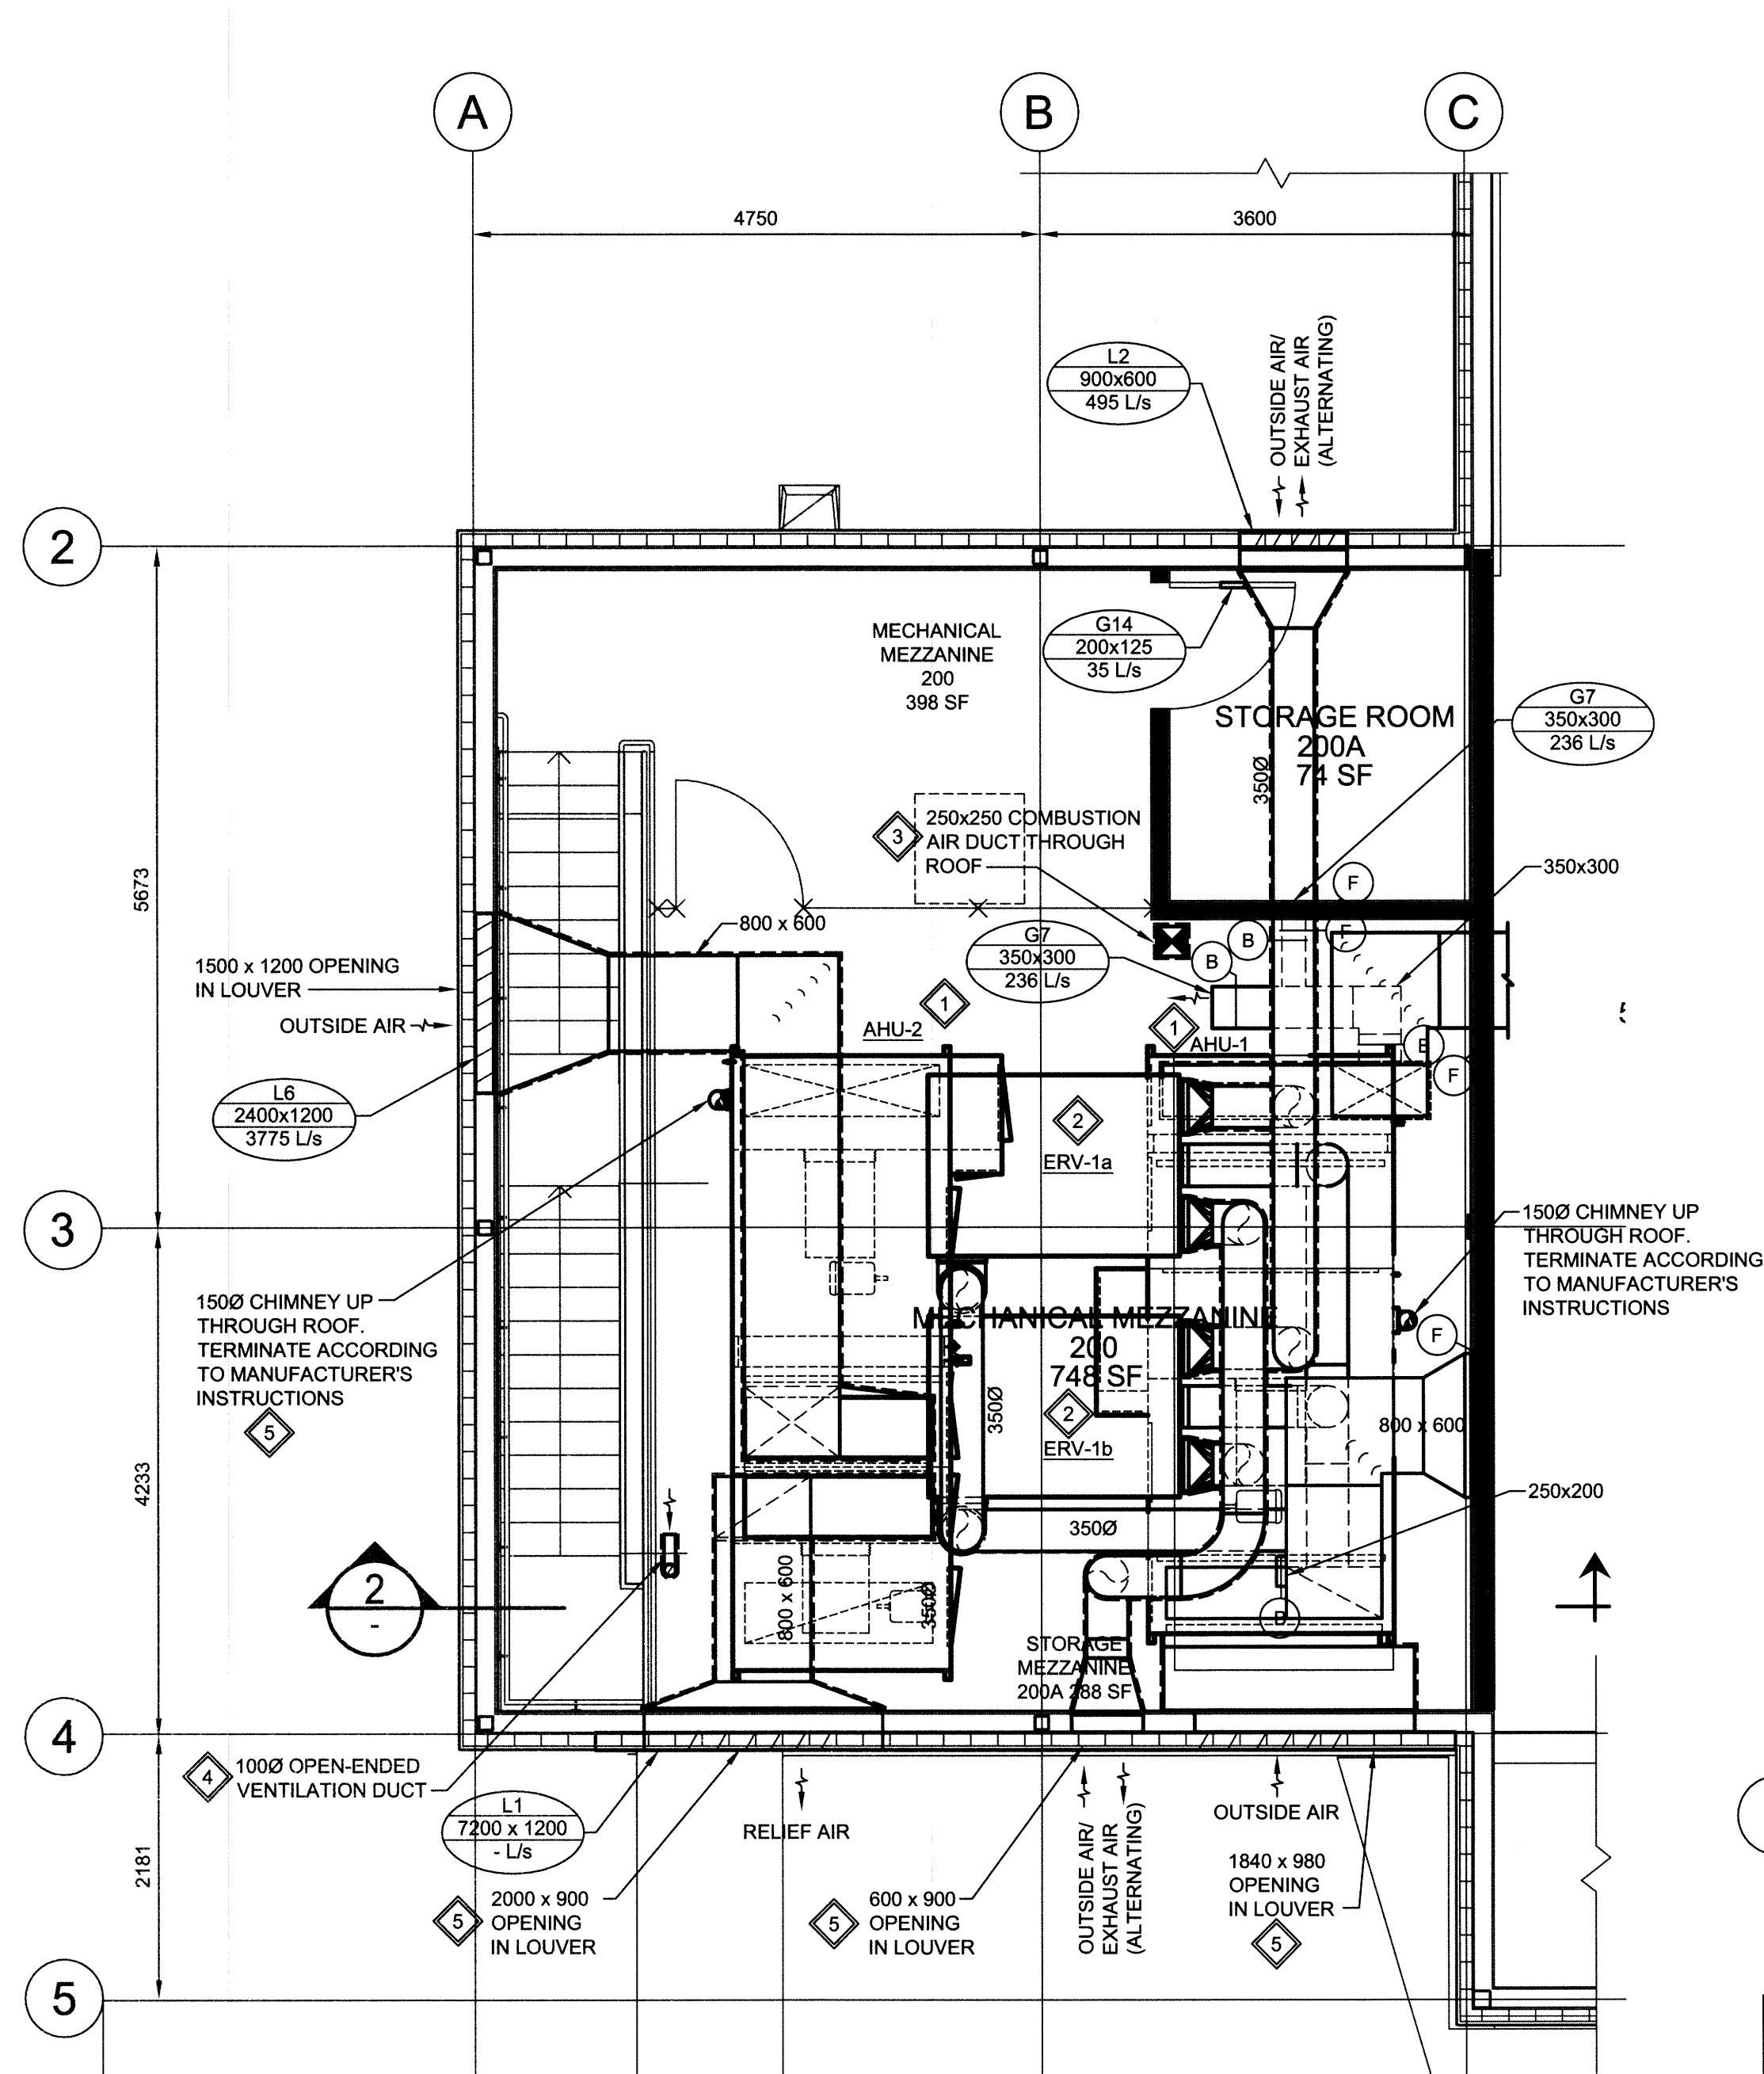 A
B
C
4750
3600
L2
900x600
495 L/s
OUTSIDE AIR/
EXHAUST AIR
(ALTERNATING)
2
MECHANICAL
MEZZANINE
200
398 SF
G14
200x125
35 L/s
STORAGE ROOM
200A
74 SF
G7
350x300
236 L/s
350Ø
3
250x250 COMBUSTION
AIR DUCT THROUGH
ROOF
F
350x300
5673
800 x 600
G7
350x300
236 L/s
B
B
F
1500 x 1200 OPENING
IN LOUVER
OUTSIDE AIR
1
AHU-2
1
AHU-1
F
L6
2400x1200
3775 L/s
2
ERV-1a
3
150Ø CHIMNEY UP
THROUGH ROOF.
TERMINATE ACCORDING
TO MANUFACTURER'S
INSTRUCTIONS
150Ø CHIMNEY UP
THROUGH ROOF.
TERMINATE ACCORDING
TO MANUFACTURER'S
INSTRUCTIONS
5
MECHANICAL MEZZANINE
200
748 SF
F
350Ø
2
ERV-1b
800 x 600
4233
250x200
350Ø
2
-
800 x 600
350Ø
STORAGE
MEZZANINE
200A 288 SF
4
4
100Ø OPEN-ENDED
VENTILATION DUCT
L1
7200 x 1200
- L/s
RELIEF AIR
OUTSIDE AIR/
EXHAUST AIR
(ALTERNATING)
OUTSIDE AIR
2181
5
2000 x 900
OPENING
IN LOUVER
5
600 x 900
OPENING
IN LOUVER
1840 x 980
OPENING
IN LOUVER
5
5